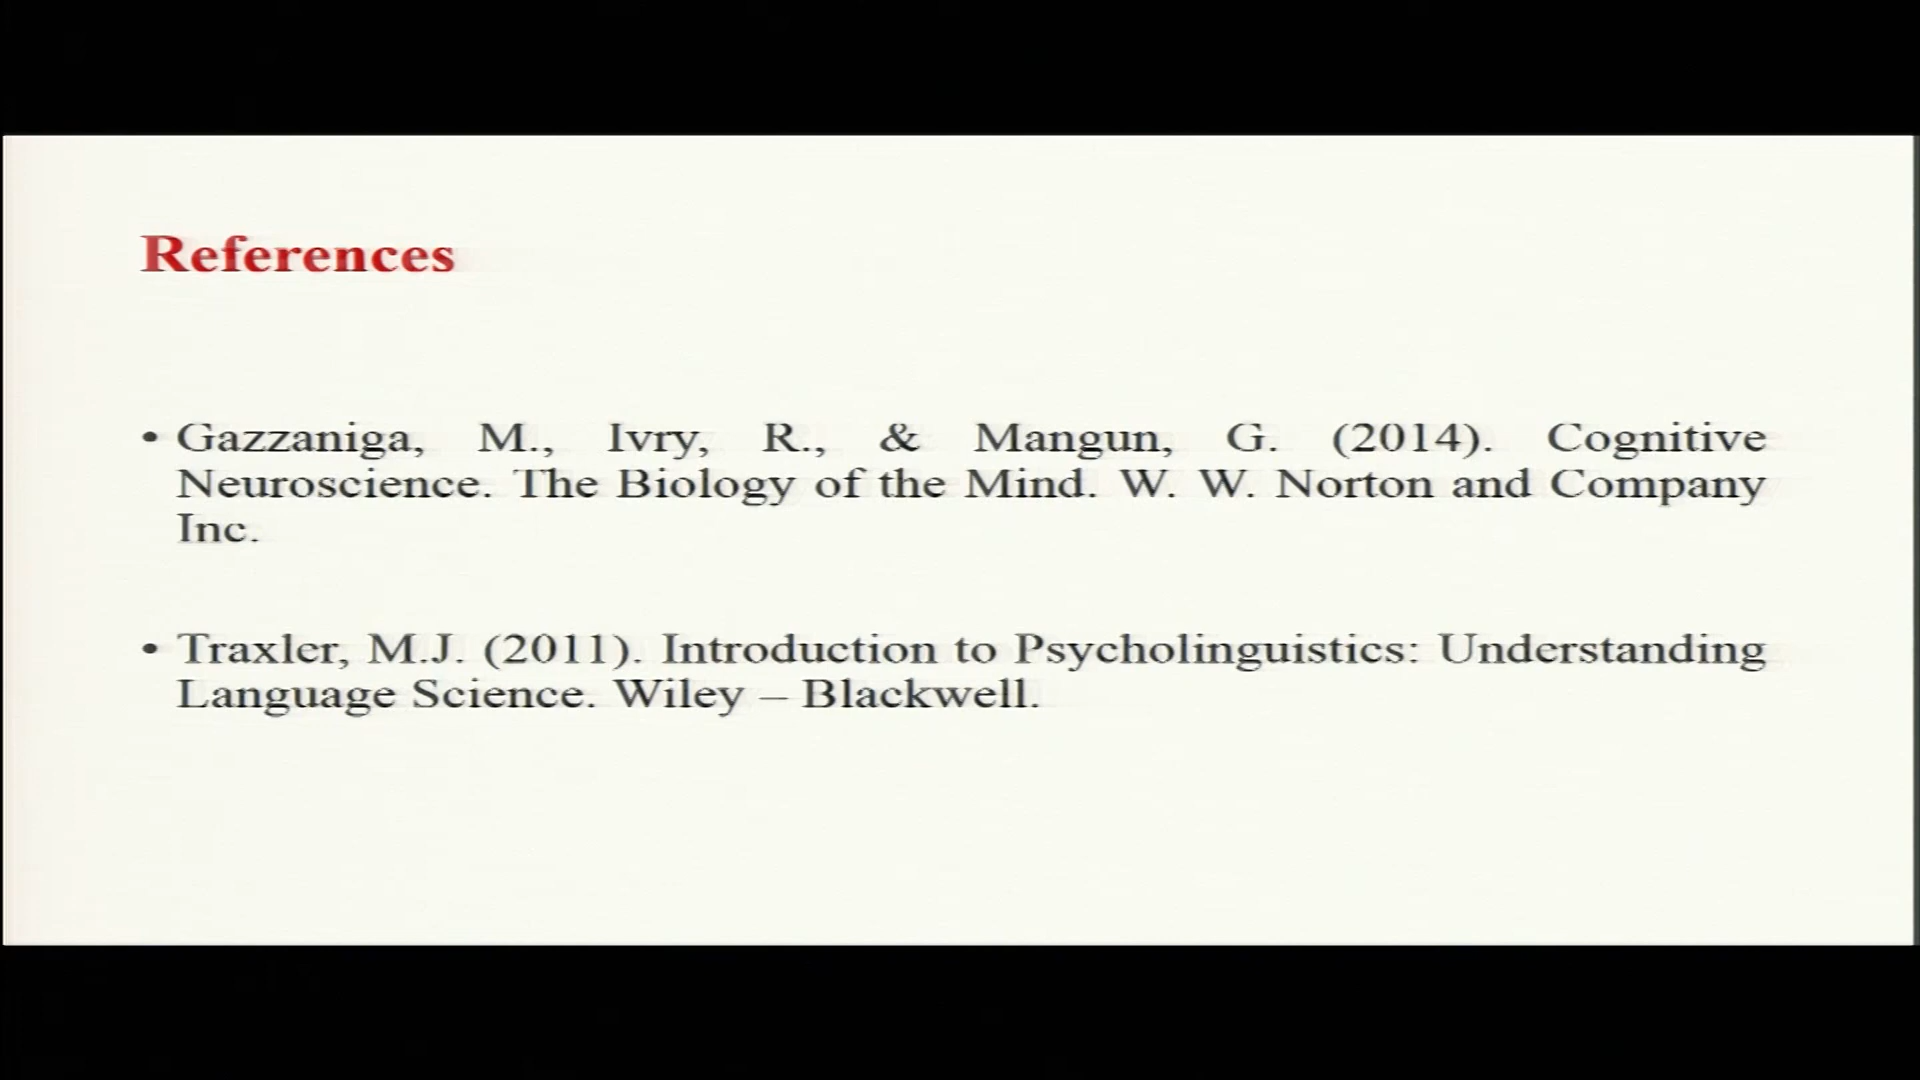 References
• Gazzaniga, M., Ivry, R., & Mangun, G. (2014). Cognitive
Neuroscience. The Biology of the Mind. W. W. Norton and Company
Inc.
• Traxler, M.J. (2011). Introduction to Psycholinguistics: Understanding
Language Science. Wiley – Blackwell.